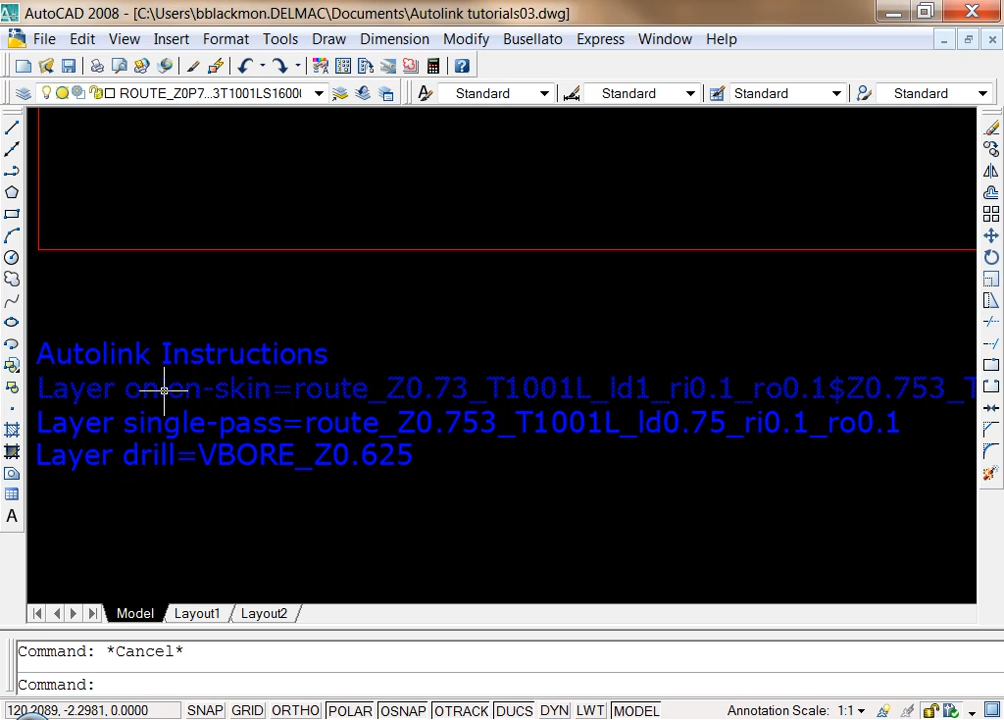 AutoCAD 2008 - [C:\Users\bblackmon.DELMAC\Documents\Autolink tutorials03.dwg]
File Edit View Insert Format Tools Draw Dimension Modify Busellato Express Window Help
ROUTE_Z0P7...3T1001LS1600( Standard Standard Standard Standard
Autolink Instructions
Layer onion-skin=route_Z0.73_T1001L_ld1_ri0.1_ro0.1$Z0.753_T
Layer single-pass=route_Z0.753_T1001L_ld0.75_ri0.1_ro0.1
Layer drill=VBORE_Z0.625
A
Model Layout1 Layout2
Command: *Cancel*
Command:
120.2089, -2.2981, 0.0000 SNAP GRID ORTHO POLAR OSNAP OTRACK DUCS DYN LWT MODEL Annotation Scale: 1:1